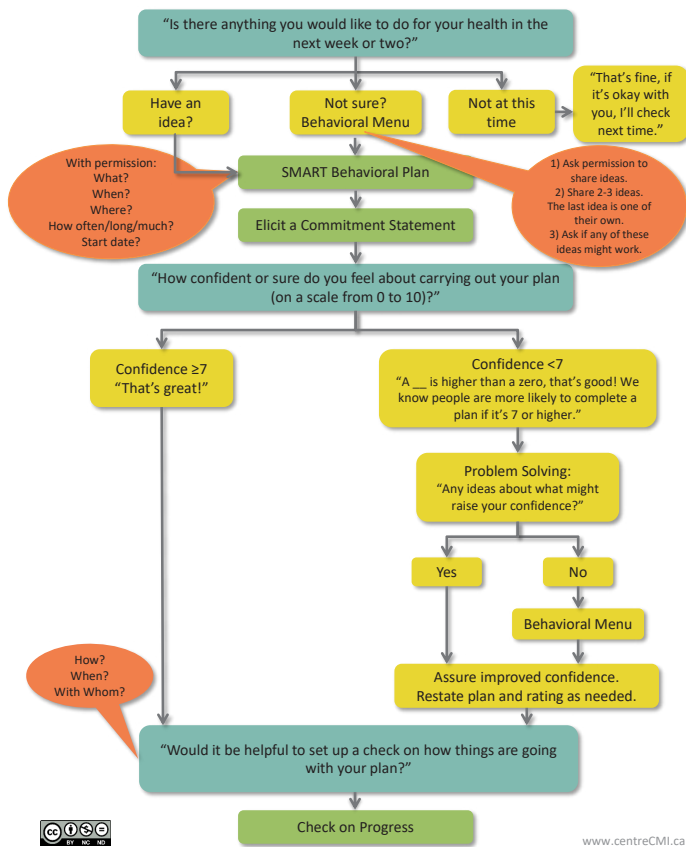 “Is there anything you would like to do for your health in the
next week or two?”
Have an
idea?
Not sure?
Behavioral Menu
Not at this
time
“That’s fine, if
it’s okay with
you, I’ll check
next time.”
With permission:
What?
When?
Where?
How often/long/much?
Start date?
SMART Behavioral Plan
1) Ask permission to
share ideas.
2) Share 2-3 ideas.
The last idea is one of
their own.
3) Ask if any of these
ideas might work.
Elicit a Commitment Statement
“How confident or sure do you feel about carrying out your plan
(on a scale from 0 to 10)?”
Confidence ≥7
“That’s great!”
Confidence <7
“A __ is higher than a zero, that’s good! We
know people are more likely to complete a
plan if it’s 7 or higher.”
Problem Solving:
“Any ideas about what might
raise your confidence?”
Yes
No
Behavioral Menu
Assure improved confidence.
Restate plan and rating as needed.
How?
When?
With Whom?
“Would it be helpful to set up a check on how things are going
with your plan?”
Check on Progress
cc
BY NC ND
www.centreCMI.ca